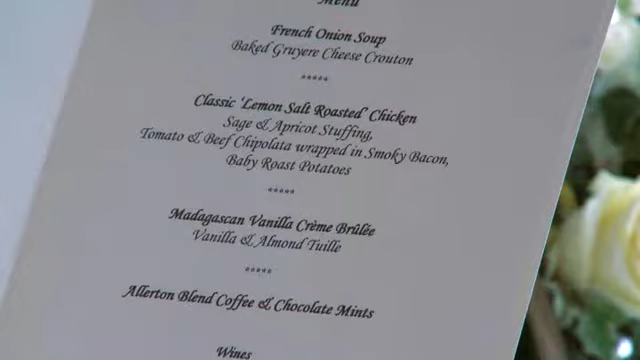 Menu
French Onion Soup
Baked Gruyere Cheese Crouton
*****
Classic 'Lemon Salt Roasted' Chicken
Sage & Apricot Stuffing,
Tomato & Beef Chipolata wrapped in Smoky Bacon,
Baby Roast Potatoes
*****
Madagascan Vanilla Crème Brûlée
Vanilla & Almond Tuille
*****
Allerton Blend Coffee & Chocolate Mints
Wines